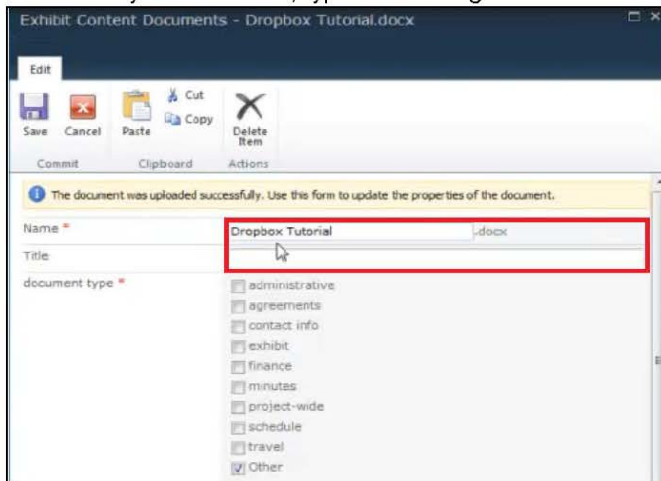 Exhibit Content Documents - Dropbox Tutorial.docx
Edit
Save Cancel Paste Cut Copy Delete Item
Commit Clipboard Actions
The document was uploaded successfully. Use this form to update the properties of the document.
Name * Dropbox Tutorial .docx
Title
document type * administrative
agreements
contact info
exhibit
finance
minutes
project-wide
schedule
travel
Other